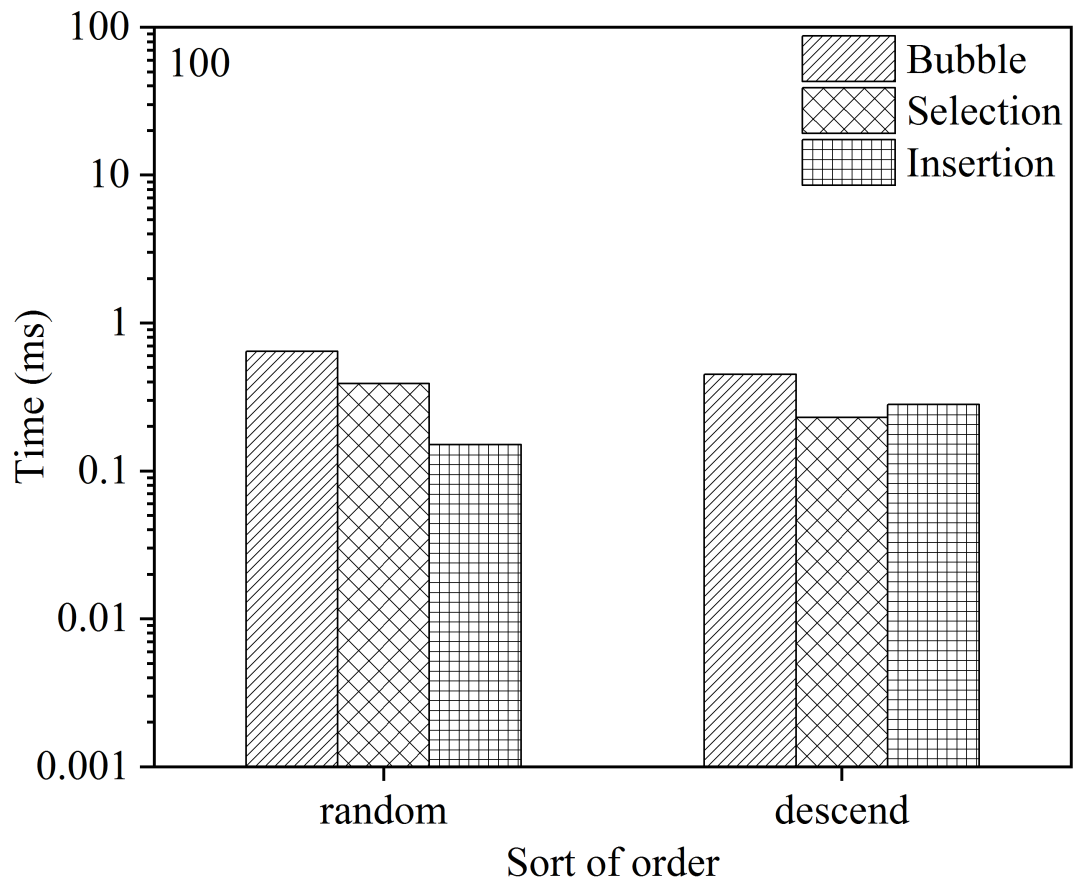 100
10
1
0.1
0.01
0.001
Time (ms)
100
Bubble
Selection
Insertion
random
descend
Sort of order